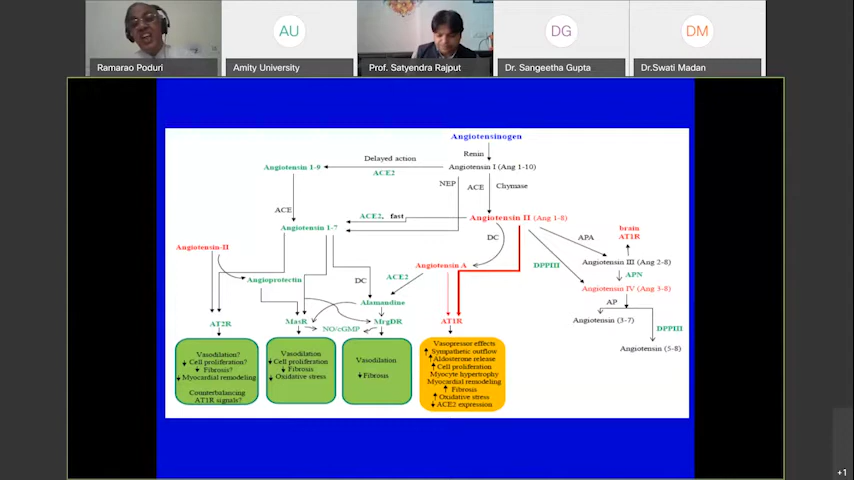 AU
DG
DM
Ramarao Poduri
Amity University
Prof. Satyendra Rajput
Dr. Sangeetha Gupta
Dr.Swati Madan
Angiotensinogen
Renin
Delayed action
Angiotensin 1-9
Angiotensin I (Ang 1-10)
ACE2
NEP
ACE
Chymase
ACE
ACE2, fast
Angiotensin II (Ang 1-8)
Angiotensin 1-7
brain
AT1R
DC
APA
Angiotensin-II
Angiotensin III (Ang 2-8)
Angiotensin A
DPPIII
APN
Angioprotectin
DC
ACE2
Angiotensin IV (Ang 3-8)
Alamandine
AP
AT2R
MasR
MrgDR
AT1R
Angiotensin (3-7)
NO/cGMP
DPPIII
Angiotensin (5-8)
Vasodilation?
Cell proliferation?
Fibrosis?
Myocardial remodeling
Counterbalancing
AT1R signals?
Vasodilation
Cell proliferation
Fibrosis
Oxidative stress
Vasodilation
Fibrosis
Vasopressor effects
Sympathetic outflow
Aldosterone release
Cell proliferation
Myocyte hypertrophy
Myocardial remodeling
Fibrosis
Oxidative stress
ACE2 expression
+1